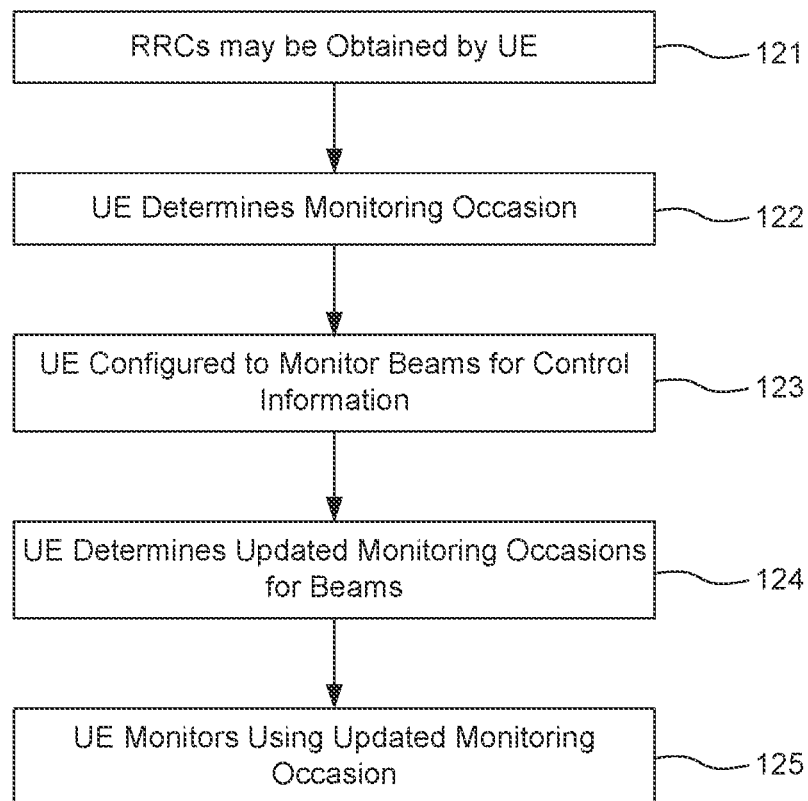 RRCs may be Obtained by UE
121
UE Determines Monitoring Occasion
122
UE Configured to Monitor Beams for Control
Information
123
UE Determines Updated Monitoring Occasions
for Beams
124
UE Monitors Using Updated Monitoring
Occasion
125